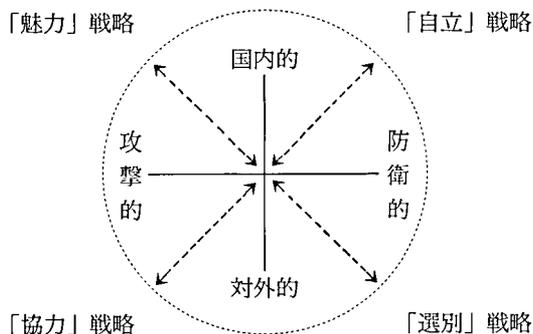 「魅力」戦略
「自立」戦略
国内的
攻撃的
防衛的
対外的
「協力」戦略
「選別」戦略